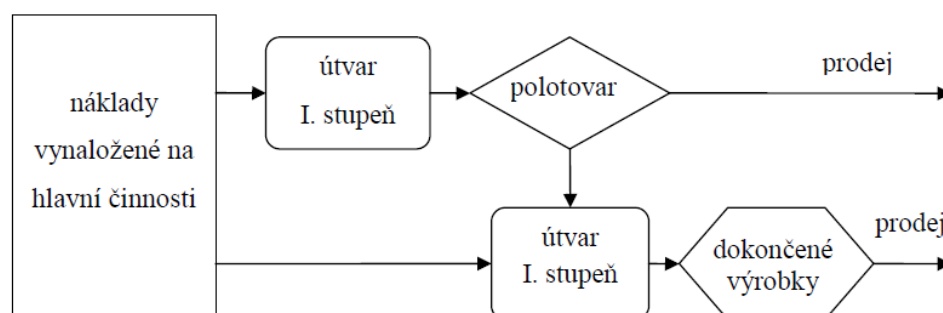 náklady
vynaložené na
hlavní činnosti
útvar
I. stupeň
polotovar
prodej
útvar
I. stupeň
dokončené
výrobky
prodej